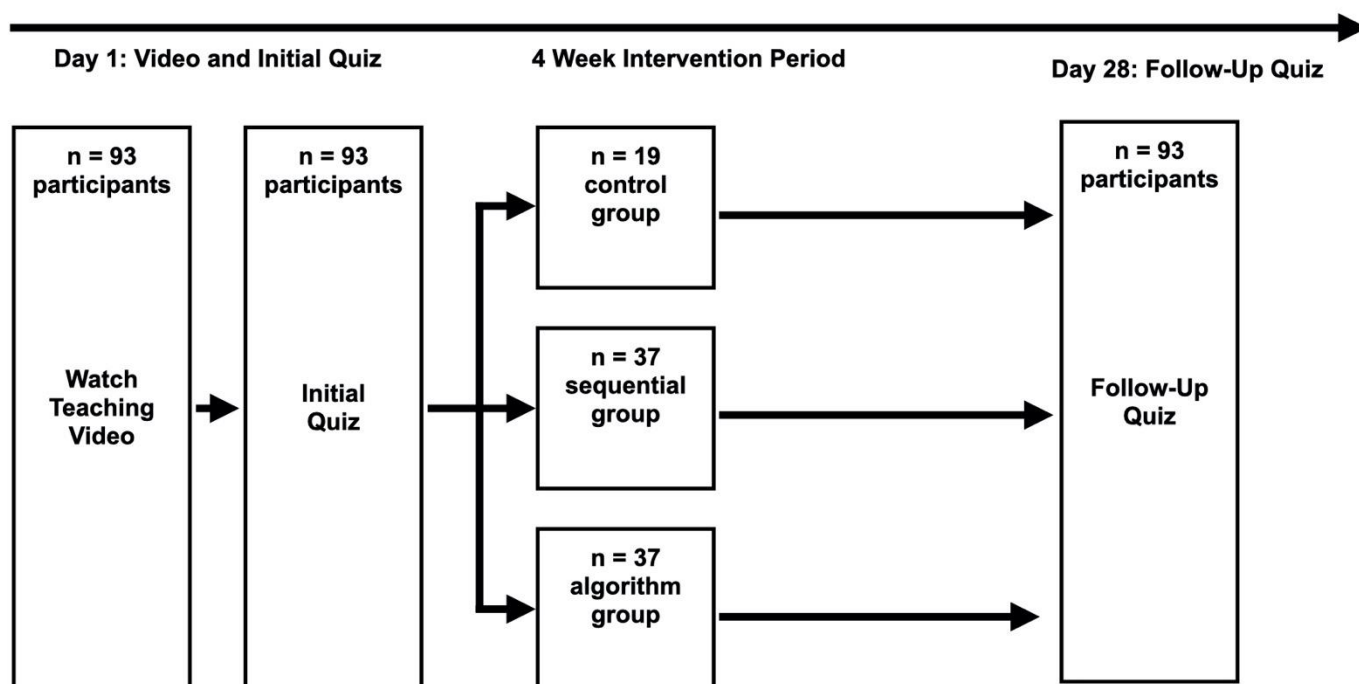 Day 1: Video and Initial Quiz
4 Week Intervention Period
Day 28: Follow-Up Quiz
n = 93
participants
Watch
Teaching
Video
n = 93
participants
Initial
Quiz
n = 19
control
group
n = 37
sequential
group
n = 37
algorithm
group
n = 93
participants
Follow-Up
Quiz